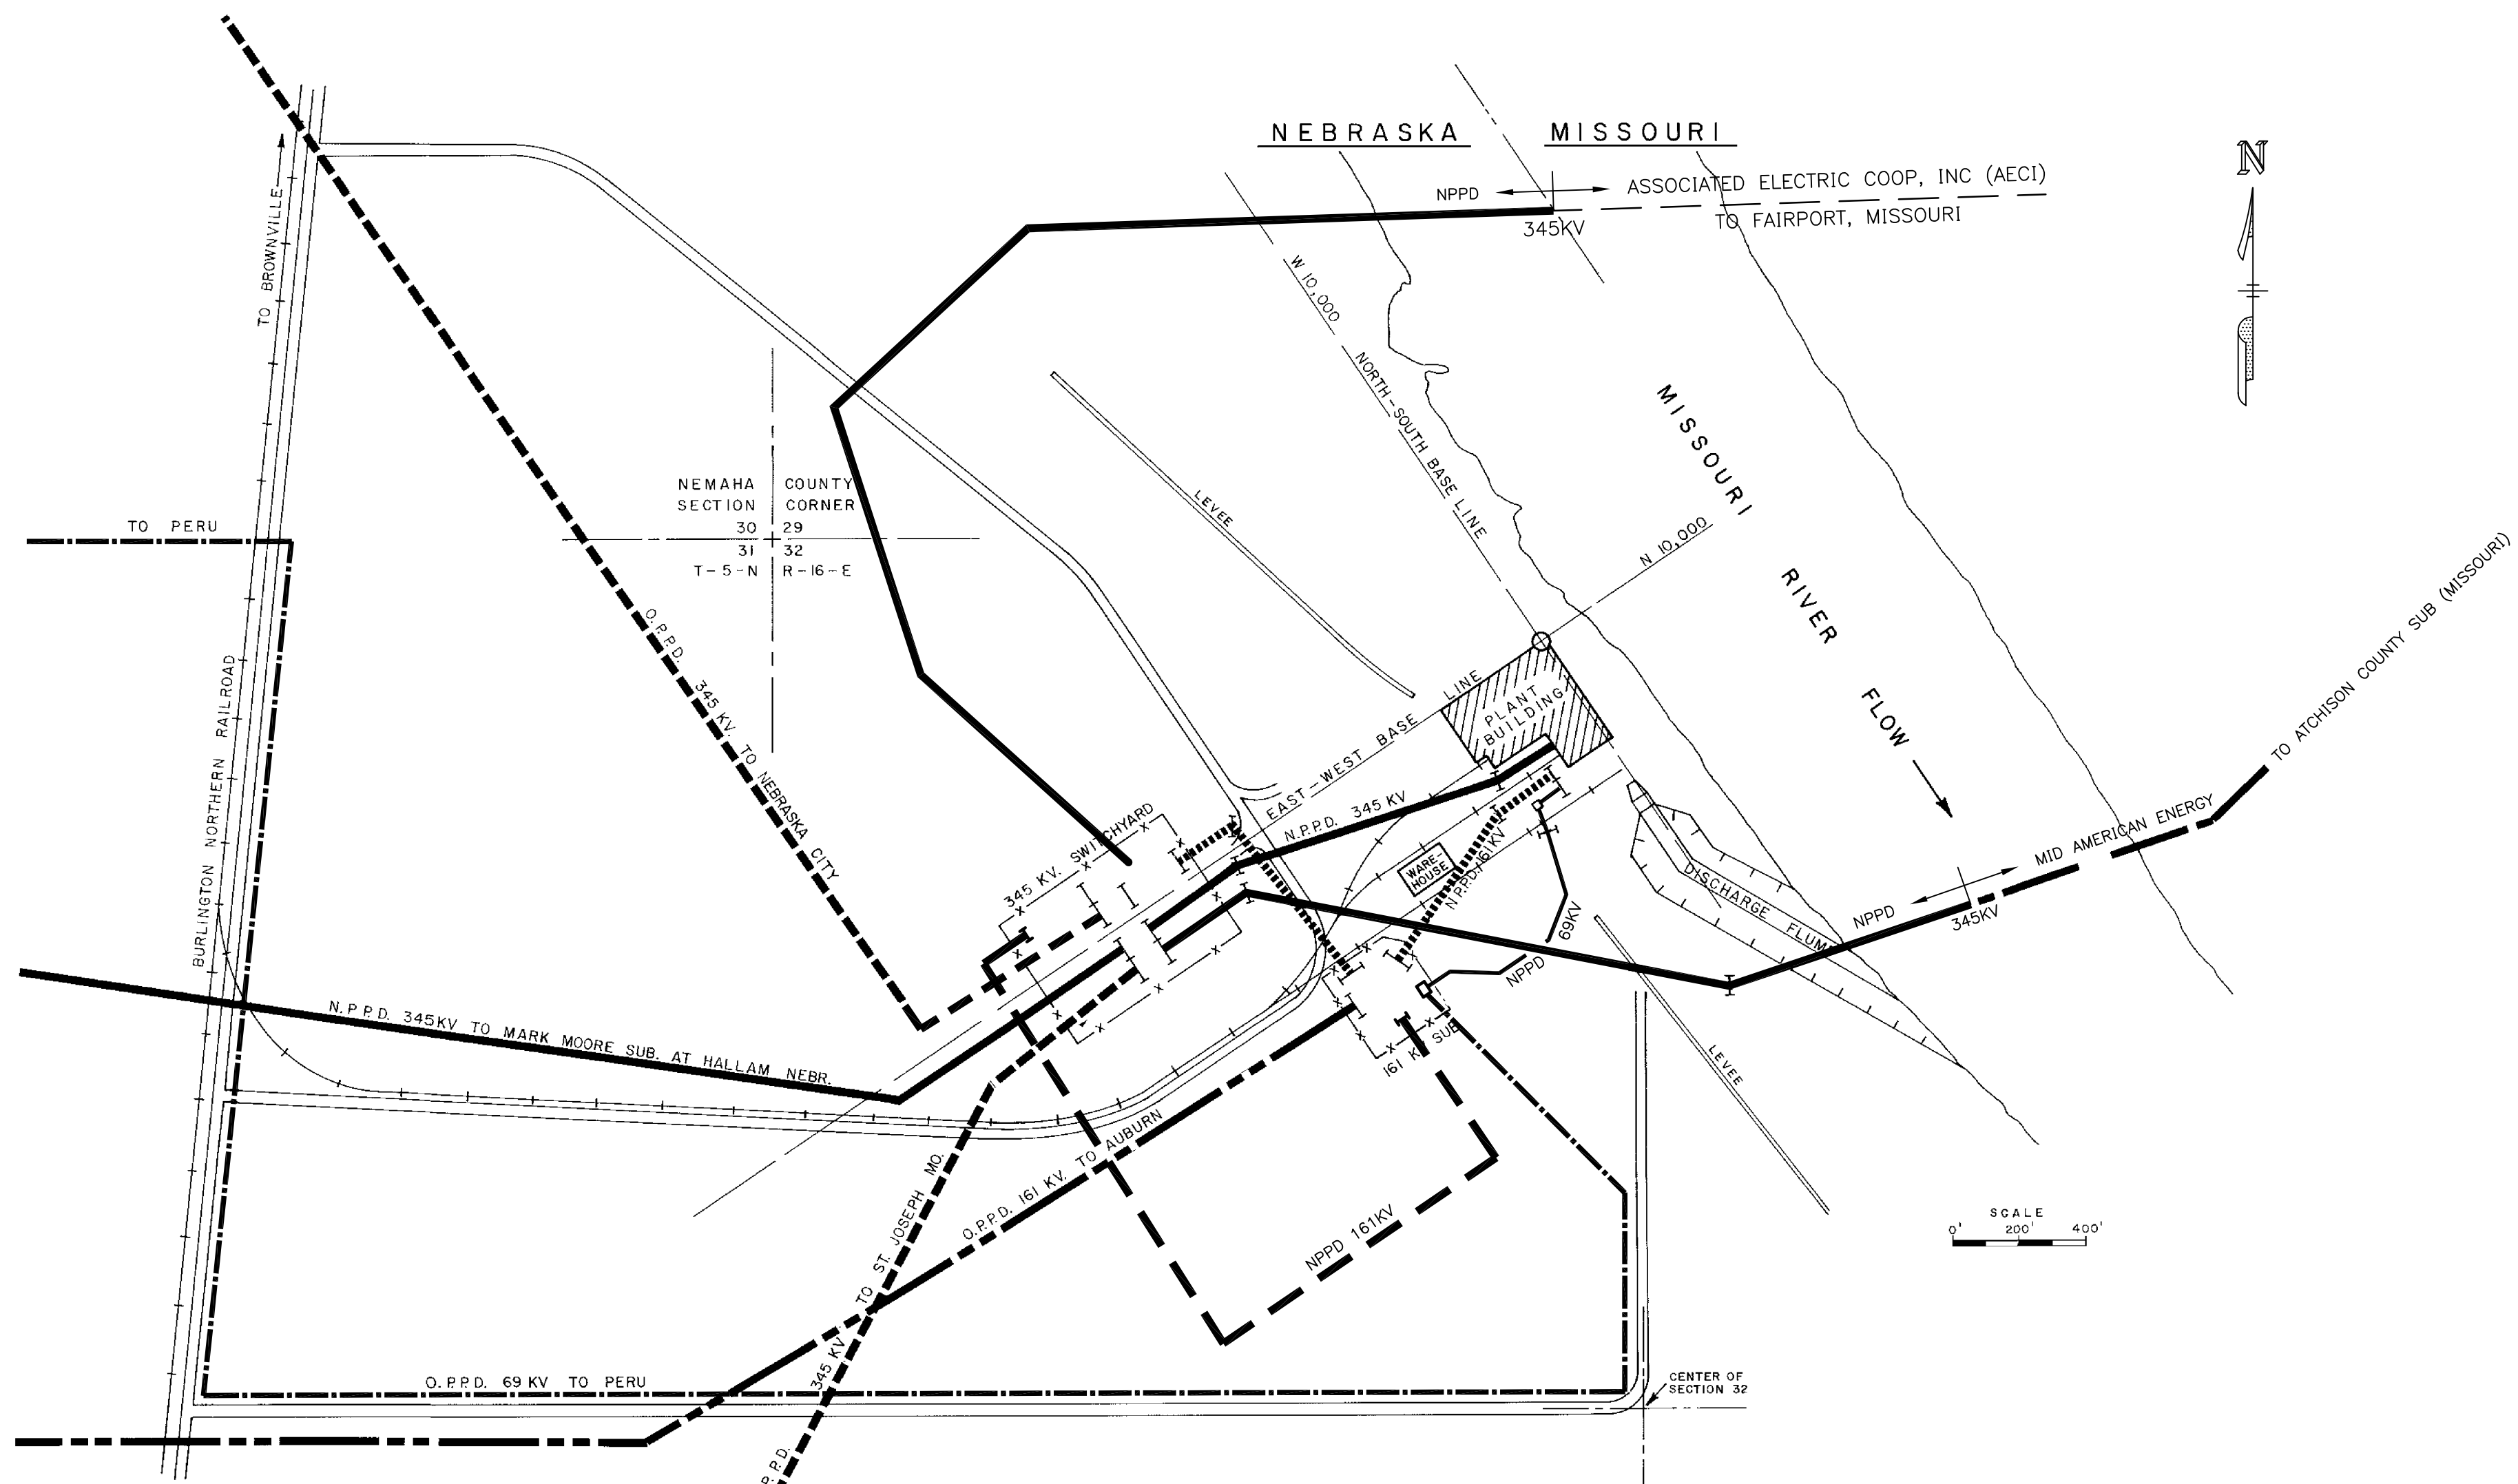 NEBRASKA
MISSOURI
N
NPPD
ASSOCIATED ELECTRIC COOP, INC (AECI)
TO FAIRPORT, MISSOURI
345KV
TO BROWNVILLE
W 10,000
NORTH-SOUTH BASE LINE
MISSOURI RIVER FLOW
NEMAHA COUNTY
SECTION CORNER
30 29
31 32
T-5-N R-16-E
LEVEE
TO PERU
N 10,000
TO ATCHISON COUNTY SUB (MISSOURI)
O.P.P.D. 345 KV. TO NEBRASKA CITY
BURLINGTON NORTHERN RAILROAD
EAST-WEST BASE LINE
PLANT
BUILDING
N.P.P.D. 345 KV
345 KV. SWITCHYARD
WARE-
HOUSE
N.P.P.D. 161KV
69KV
NPPD
DISCHARGE FLUME
NPPD
MID AMERICAN ENERGY
345KV
N.P.P.D. 345KV TO MARK MOORE SUB. AT HALLAM NEBR.
161 KV SUB
LEVEE
O.P.P.D. 161 KV. TO AUBURN
345 KV TO ST. JOSEPH MO.
P.P.D.
NPPD 161KV
SCALE
0' 200' 400'
O.P.P.D. 69 KV TO PERU
CENTER OF
SECTION 32